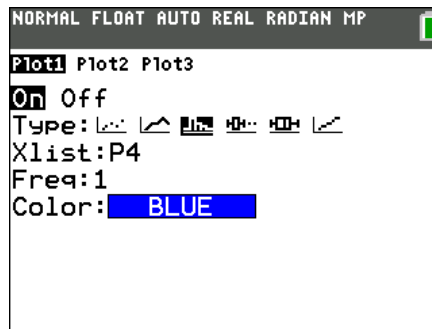 NORMAL FLOAT AUTO REAL RADIAN MP
Plot1 Plot2 Plot3
On Off
Type:
Xlist:P4
Freq:1
Color: BLUE